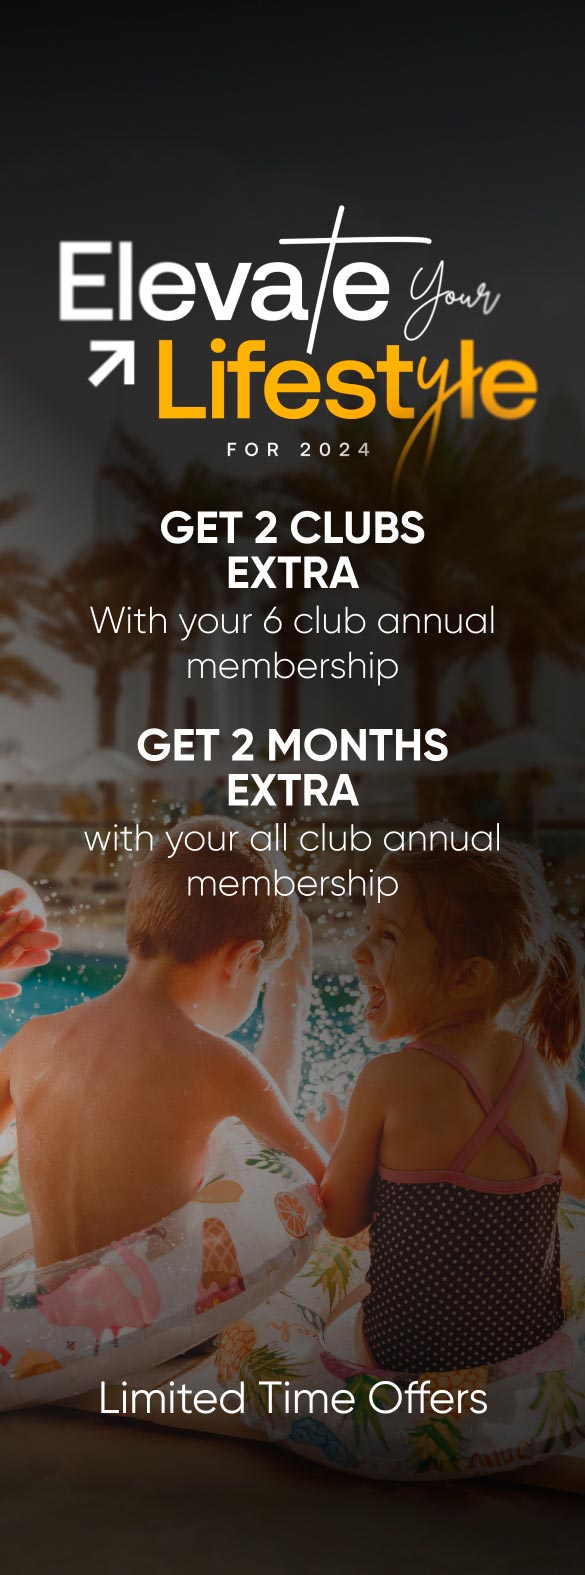 Elevate Your
Lifestyle
FOR 2024
GET 2 CLUBS
EXTRA
With your 6 club annual
membership
GET 2 MONTHS
EXTRA
with your all club annual
membership
Limited Time Offers